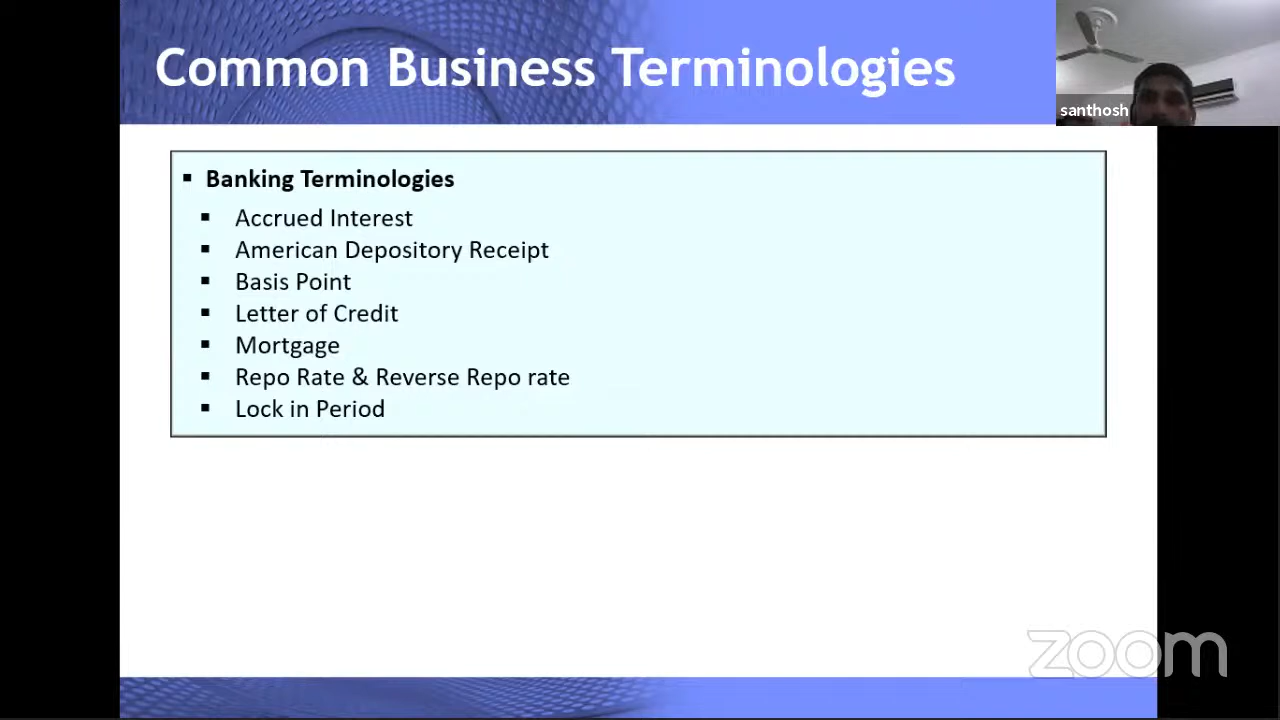 Common Business Terminologies
santhosh
▪ Banking Terminologies
▪ Accrued Interest
▪ American Depository Receipt
▪ Basis Point
▪ Letter of Credit
▪ Mortgage
▪ Repo Rate & Reverse Repo rate
▪ Lock in Period
zoom